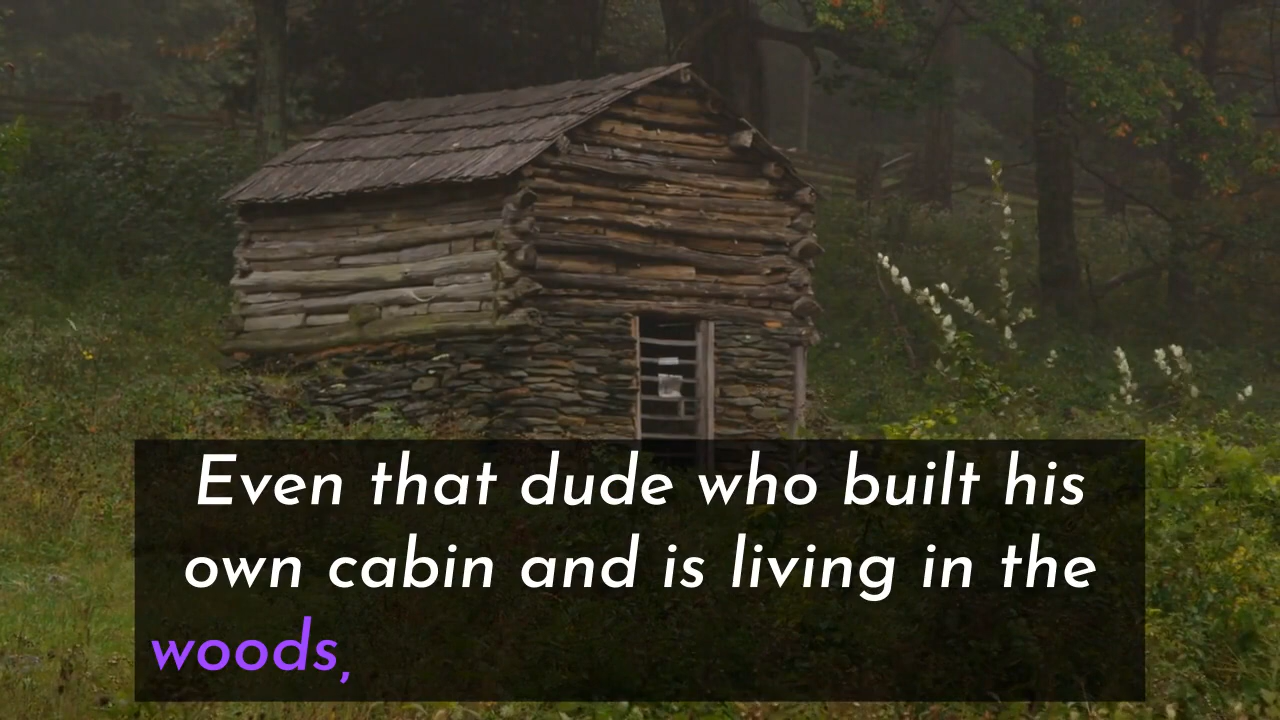 Even that dude who built his
own cabin and is living in the
woods,